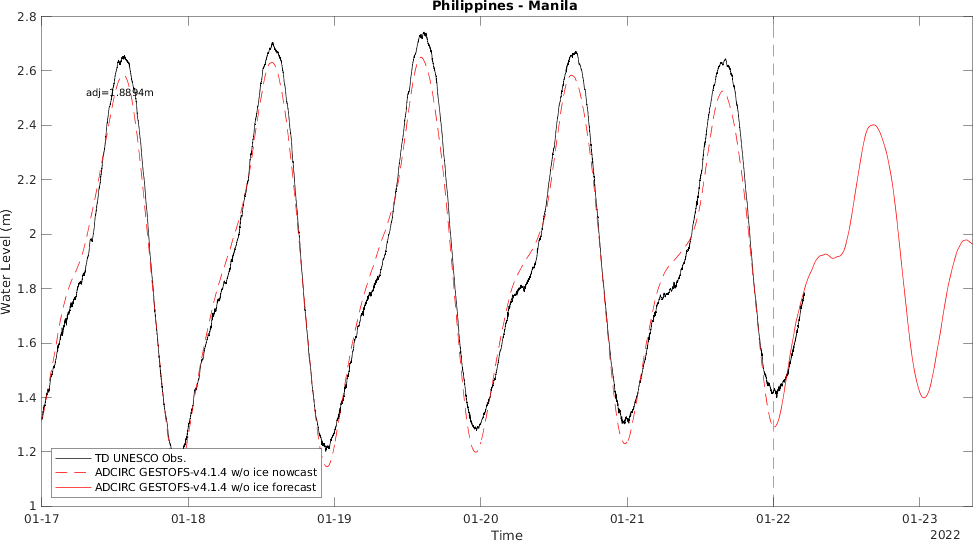 Philippines - Manila
2.8
2.6
adj=1.8894m
2.4
2.2
2
Water Level (m)
1.8
1.6
1.4
1.2
1
TD UNESCO Obs.
ADCIRC GESTOFS-v4.1.4 w/o ice nowcast
ADCIRC GESTOFS-v4.1.4 w/o ice forecast
01-17 01-18 01-19 01-20 01-21 01-22 01-23
Time
2022